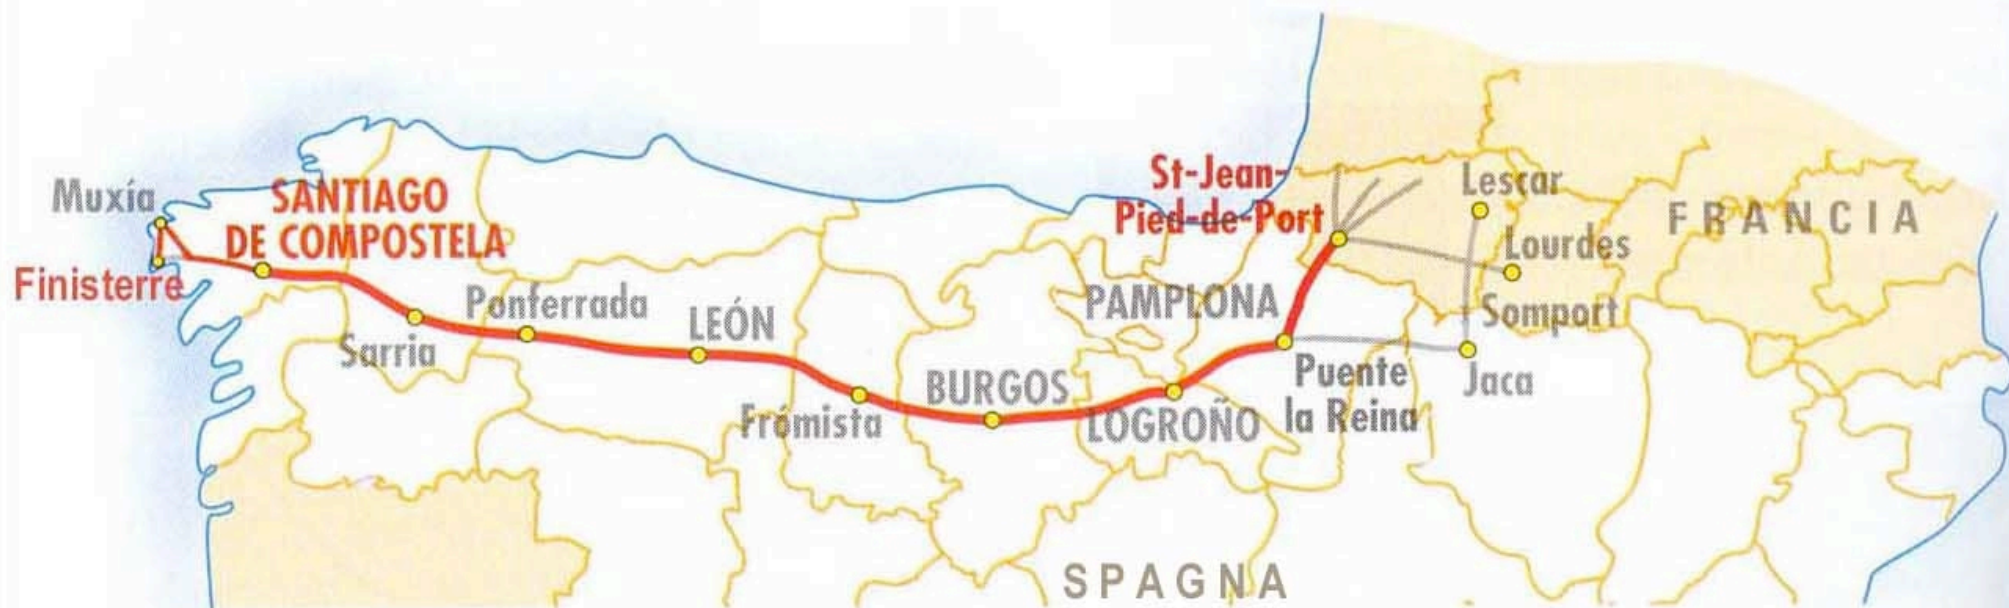 Muxía
SANTIAGO
DE COMPOSTELA
Finisterre
Sarria
Ponferrada
LEÓN
Frómista
BURGOS
LOGROÑO
PAMPLONA
St-Jean-
Pied-de-Port
Puente
la Reina
Lescar
Lourdes
Somport
Jaca
FRANCIA
SPAGNA